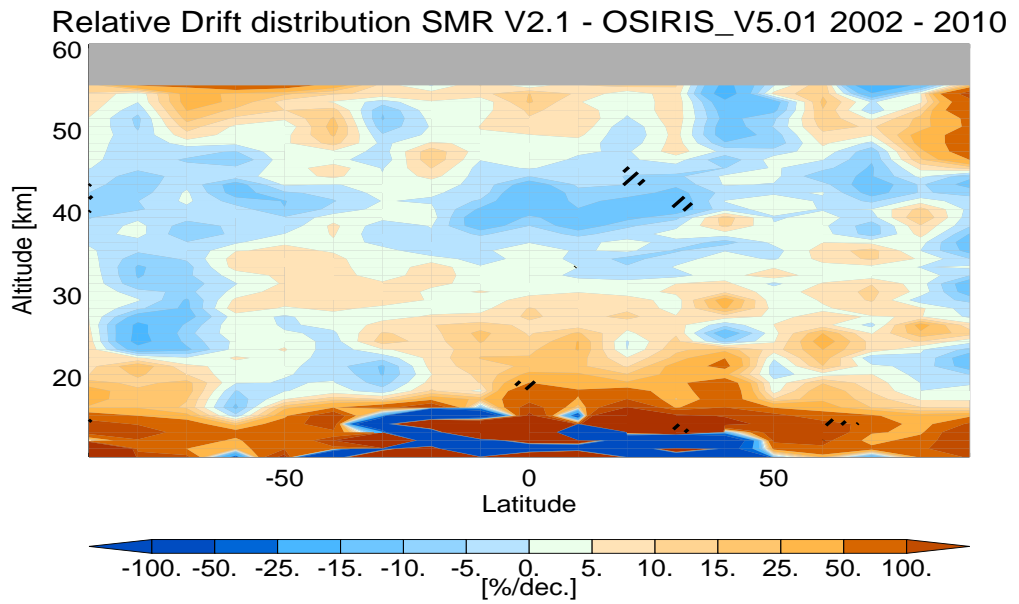 Relative Drift distribution SMR V2.1 - OSIRIS_V5.01 2002 - 2010
60
50
40
30
20
Altitude [km]
-50 0 50
Latitude
-100. -50. -25. -15. -10. -5. 0. 5. 10. 15. 25. 50. 100.
[%/dec.]